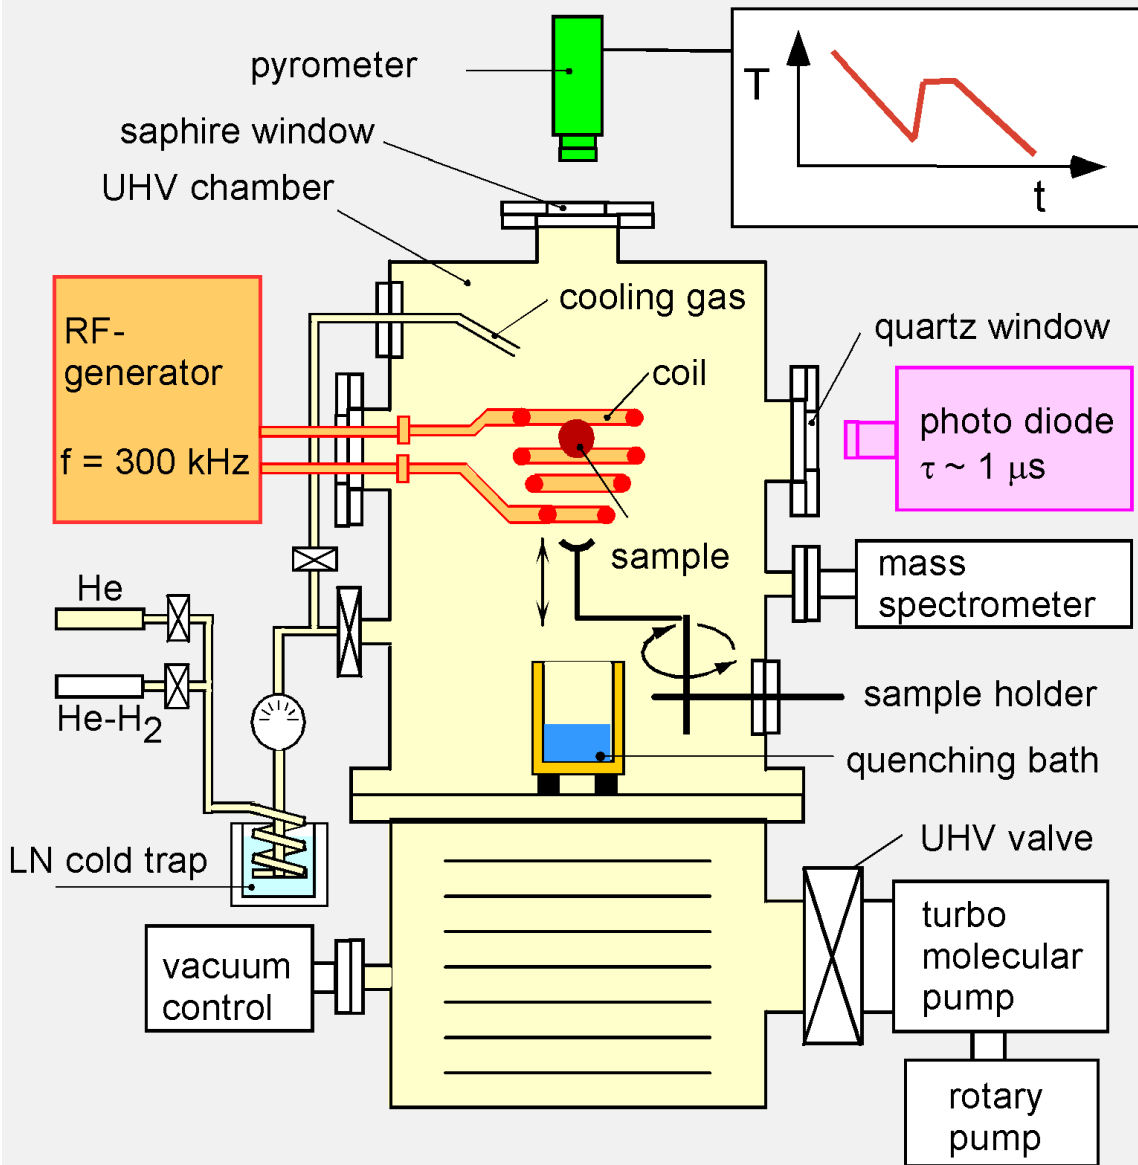 pyrometer
saphire window
UHV chamber
T
t
cooling gas
RF-
generator
f = 300 kHz
coil
quartz window
photo diode
τ ~ 1 μs
sample
mass
spectrometer
He
He-H2
sample holder
quenching bath
LN cold trap
UHV valve
turbo
molecular
pump
vacuum
control
rotary
pump